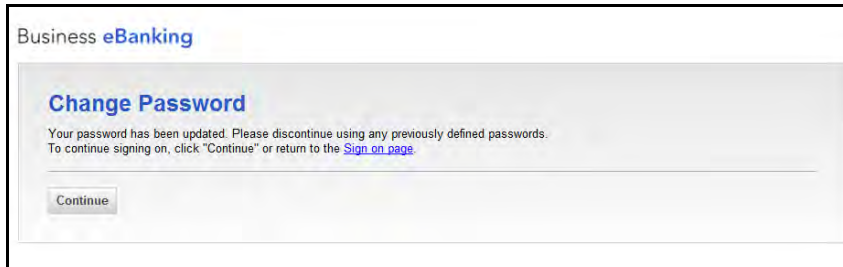 Business eBanking
Change Password
Your password has been updated. Please discontinue using any previously defined passwords.
To continue signing on, click "Continue" or return to the Sign on page.
Continue